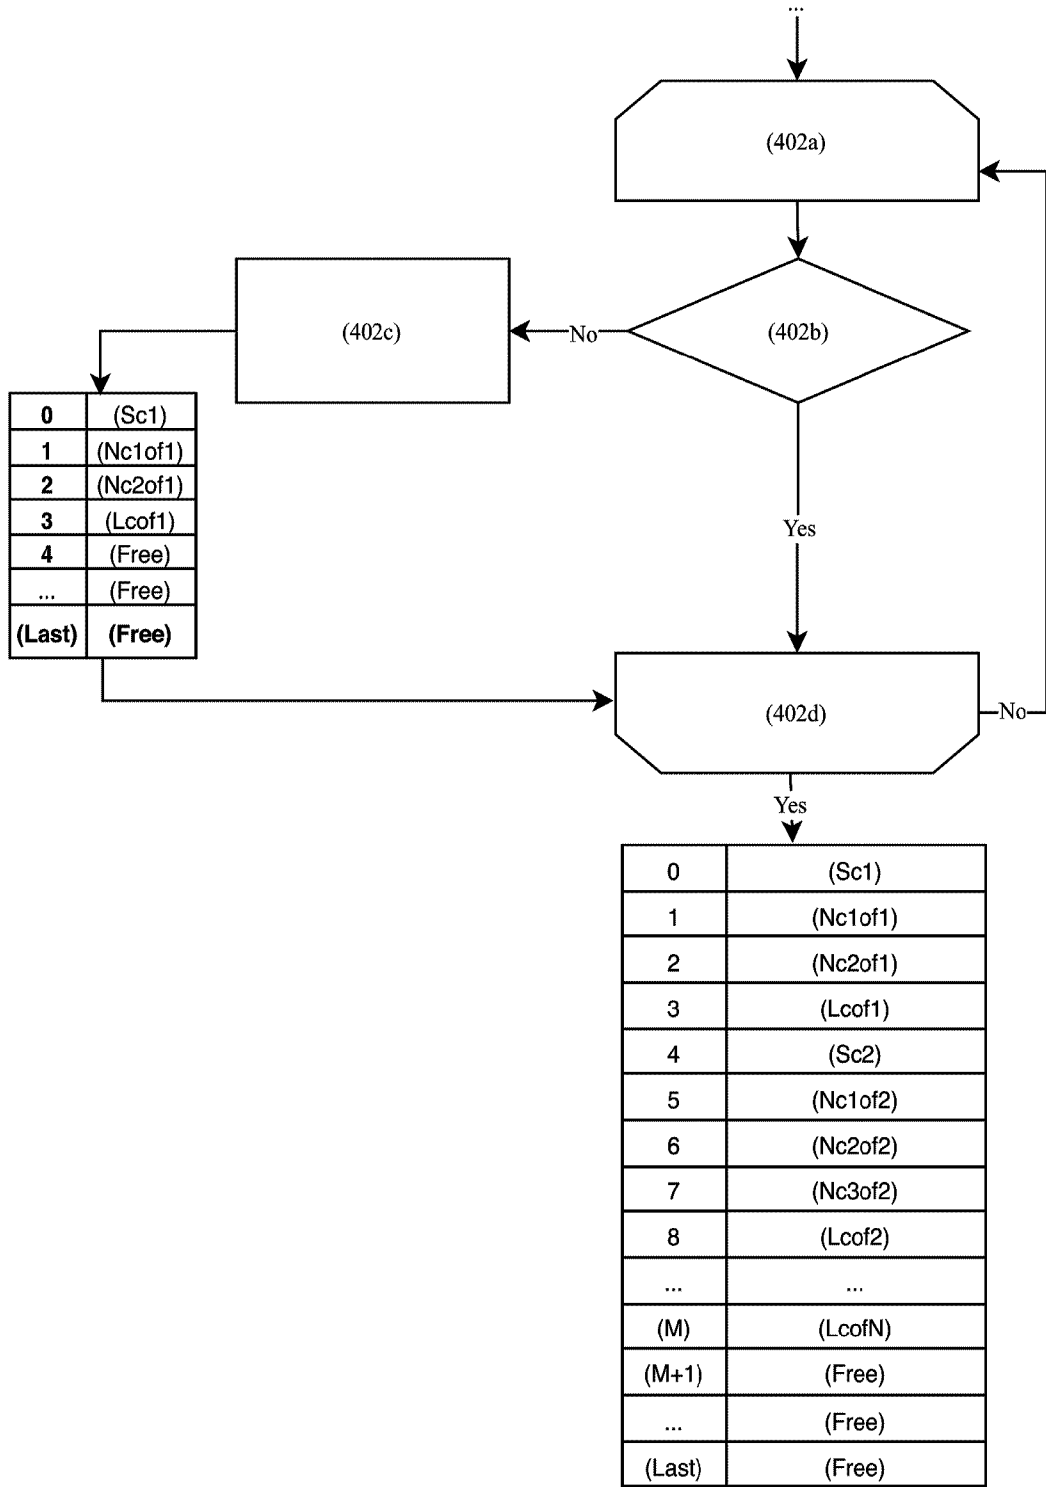 ...
(402a)
(402c)
No
(402b)
0 (Sc1)
1 (Nc1of1)
2 (Nc2of1)
3 (Lcof1)
4 (Free)
... (Free)
(Last) (Free)
Yes
(402d)
No
Yes
0 (Sc1)
1 (Nc1of1)
2 (Nc2of1)
3 (Lcof1)
4 (Sc2)
5 (Nc1of2)
6 (Nc2of2)
7 (Nc3of2)
8 (Lcof2)
... ...
(M) (LcofN)
(M+1) (Free)
... (Free)
(Last) (Free)